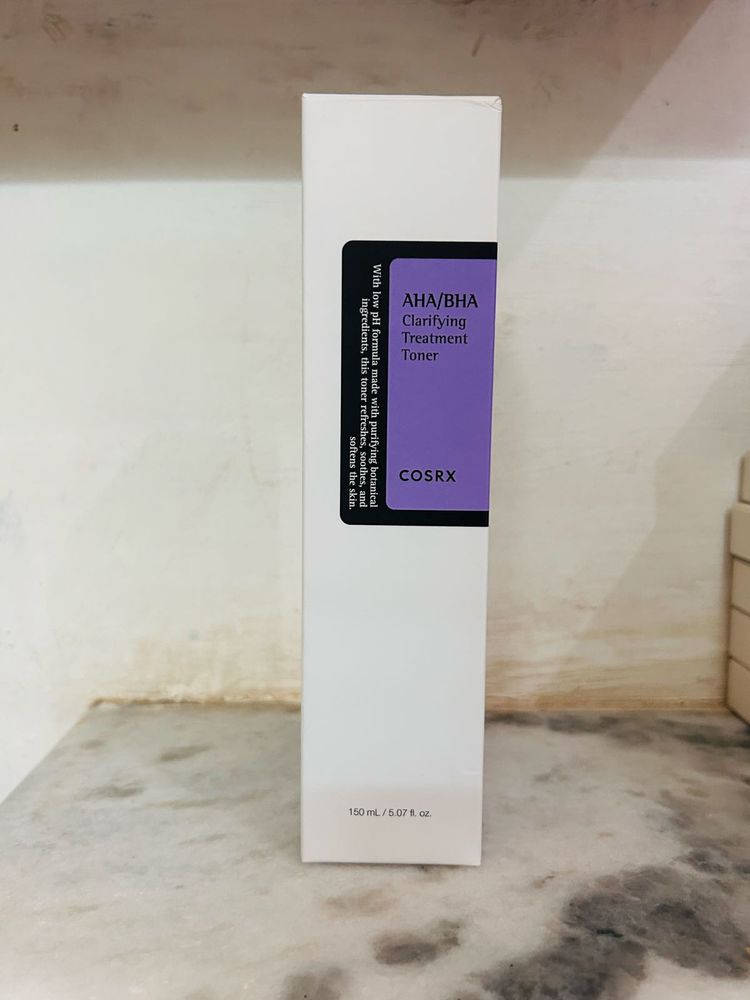 AHA/BHA
Clarifying
Treatment
Toner
COSRX
With low pH formula made with purifying botanical
ingredients, this toner refreshes, soothes, and
softens the skin.
150 mL / 5.07 fl. oz.